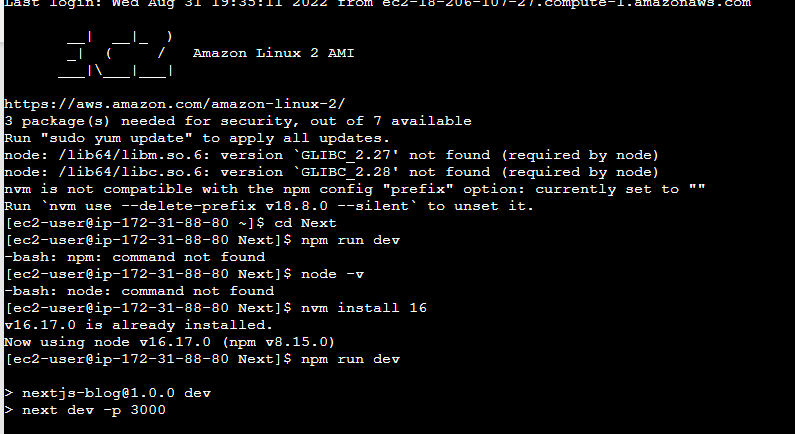 Last login: Wed Aug 31 19:35:11 2022 from ec2-18-206-107-27.compute-1.amazonaws.com
       __|  __|_  )
       _|  (     /   Amazon Linux 2 AMI
      ___|\___|___|
https://aws.amazon.com/amazon-linux-2/
3 package(s) needed for security, out of 7 available
Run "sudo yum update" to apply all updates.
node: /lib64/libm.so.6: version `GLIBC_2.27' not found (required by node)
node: /lib64/libc.so.6: version `GLIBC_2.28' not found (required by node)
nvm is not compatible with the npm config "prefix" option: currently set to ""
Run `nvm use --delete-prefix v18.8.0 --silent` to unset it.
[ec2-user@ip-172-31-88-80 ~]$ cd Next
[ec2-user@ip-172-31-88-80 Next]$ npm run dev
-bash: npm: command not found
[ec2-user@ip-172-31-88-80 Next]$ node -v
-bash: node: command not found
[ec2-user@ip-172-31-88-80 Next]$ nvm install 16
v16.17.0 is already installed.
Now using node v16.17.0 (npm v8.15.0)
[ec2-user@ip-172-31-88-80 Next]$ npm run dev
> nextjs-blog@1.0.0 dev
> next dev -p 3000